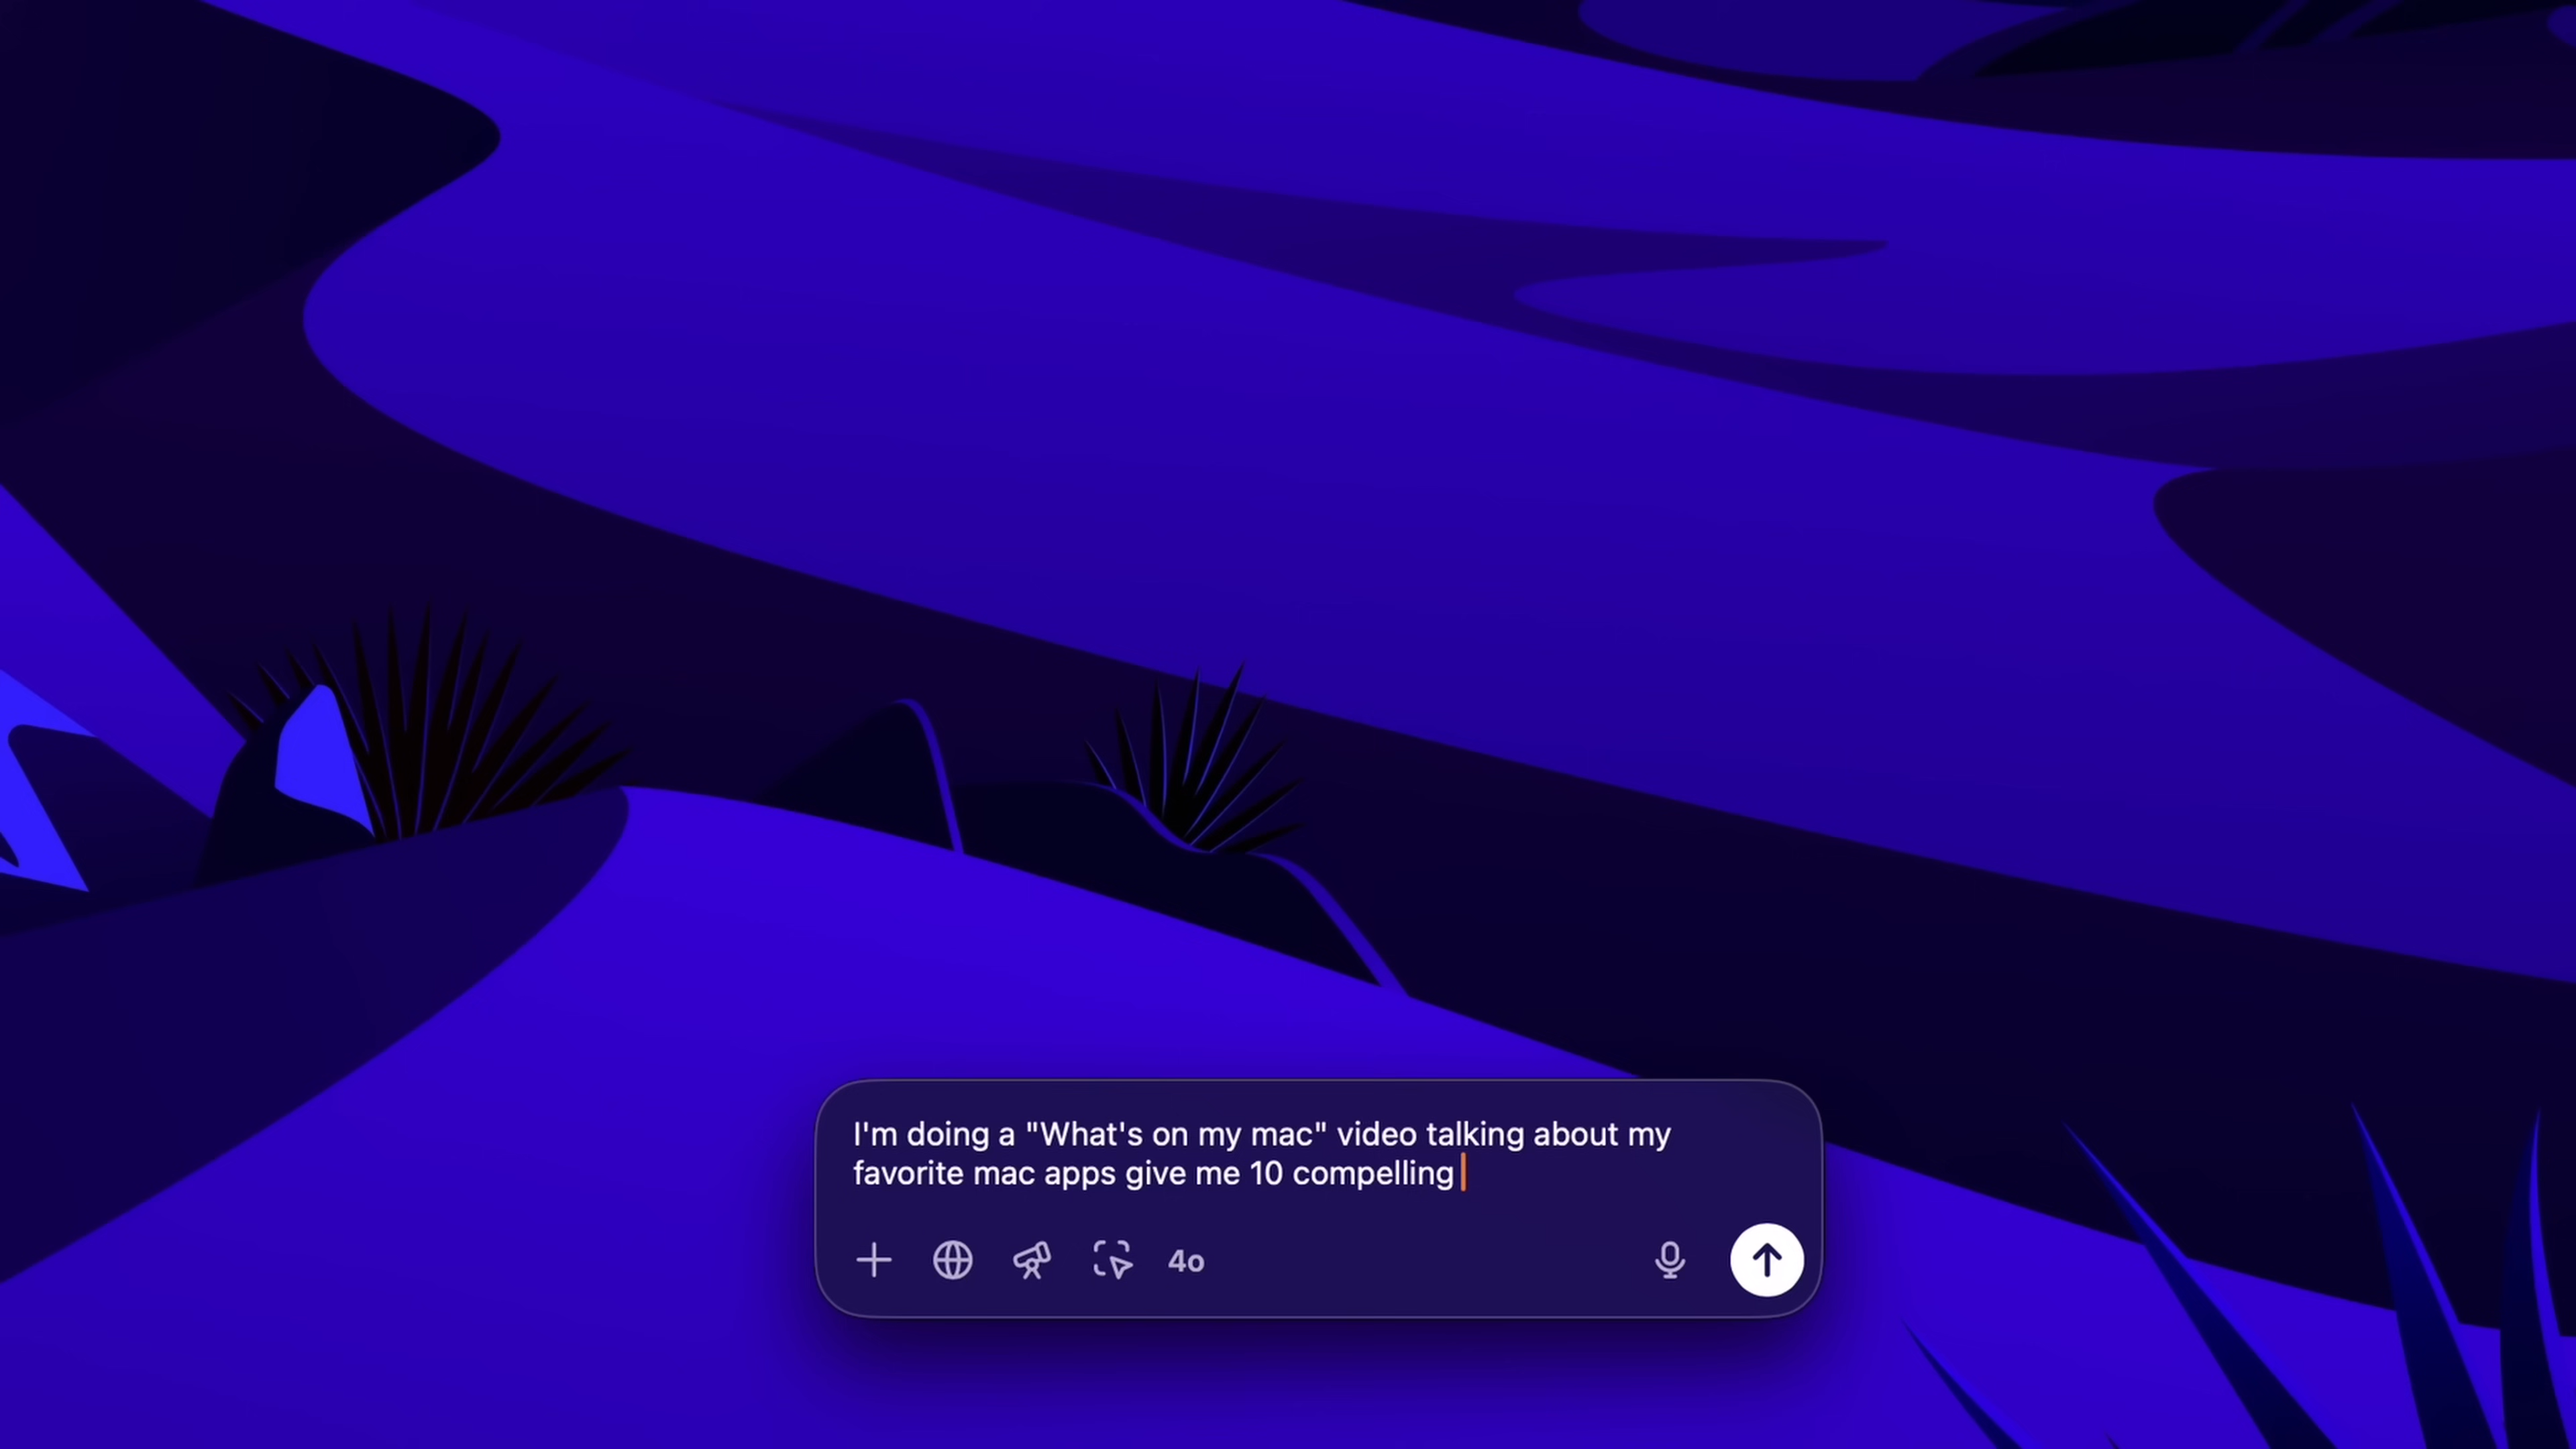 I'm doing a "What's on my mac" video talking about my
favorite mac apps give me 10 compelling
4o